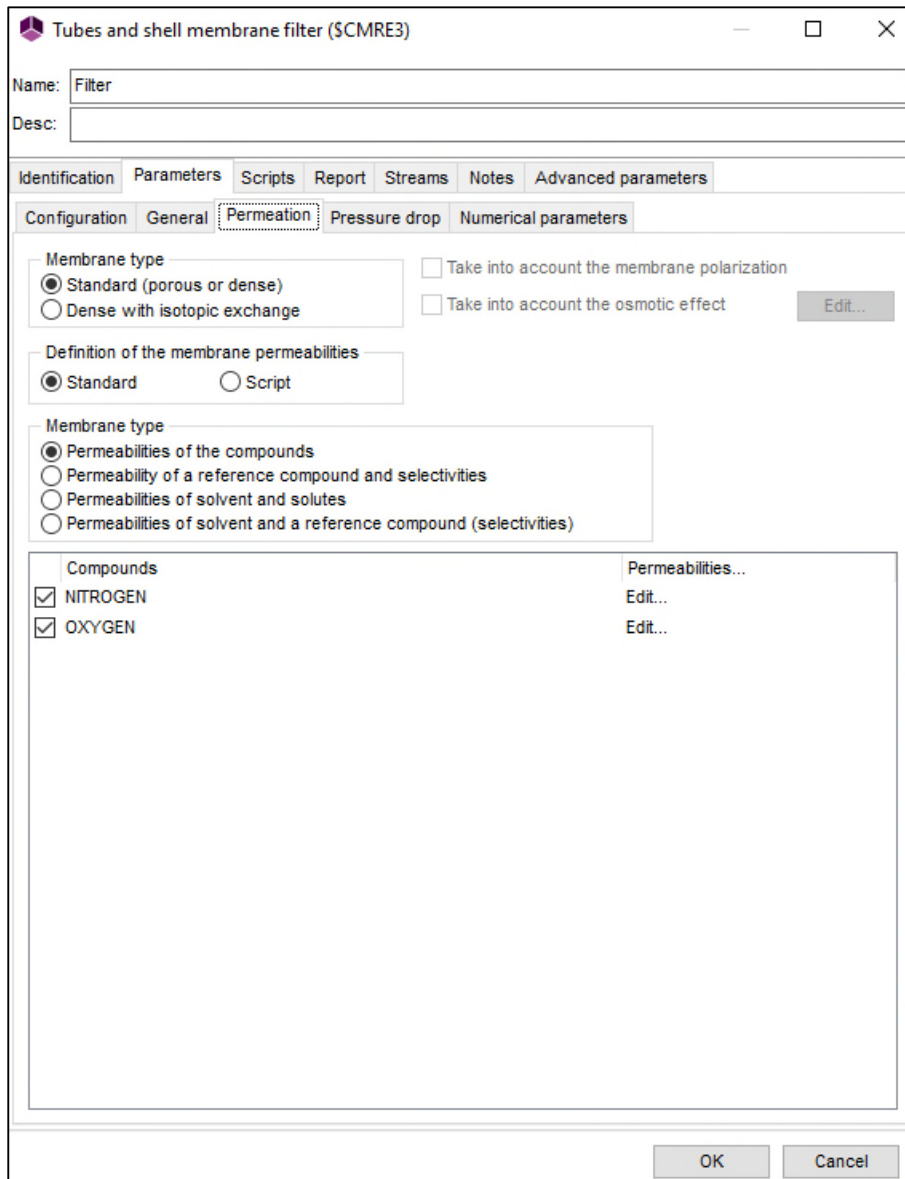 Tubes and shell membrane filter ($CMRE3)
Name: Filter
Desc:
Identification Parameters Scripts Report Streams Notes Advanced parameters
Configuration General Permeation Pressure drop Numerical parameters
Membrane type
Standard (porous or dense)
Dense with isotopic exchange
Take into account the membrane polarization
Take into account the osmotic effect Edit...
Definition of the membrane permeabilities
Standard Script
Membrane type
Permeabilities of the compounds
Permeability of a reference compound and selectivities
Permeabilities of solvent and solutes
Permeabilities of solvent and a reference compound (selectivities)
Compounds Permeabilities...
NITROGEN Edit...
OXYGEN Edit...
OK Cancel